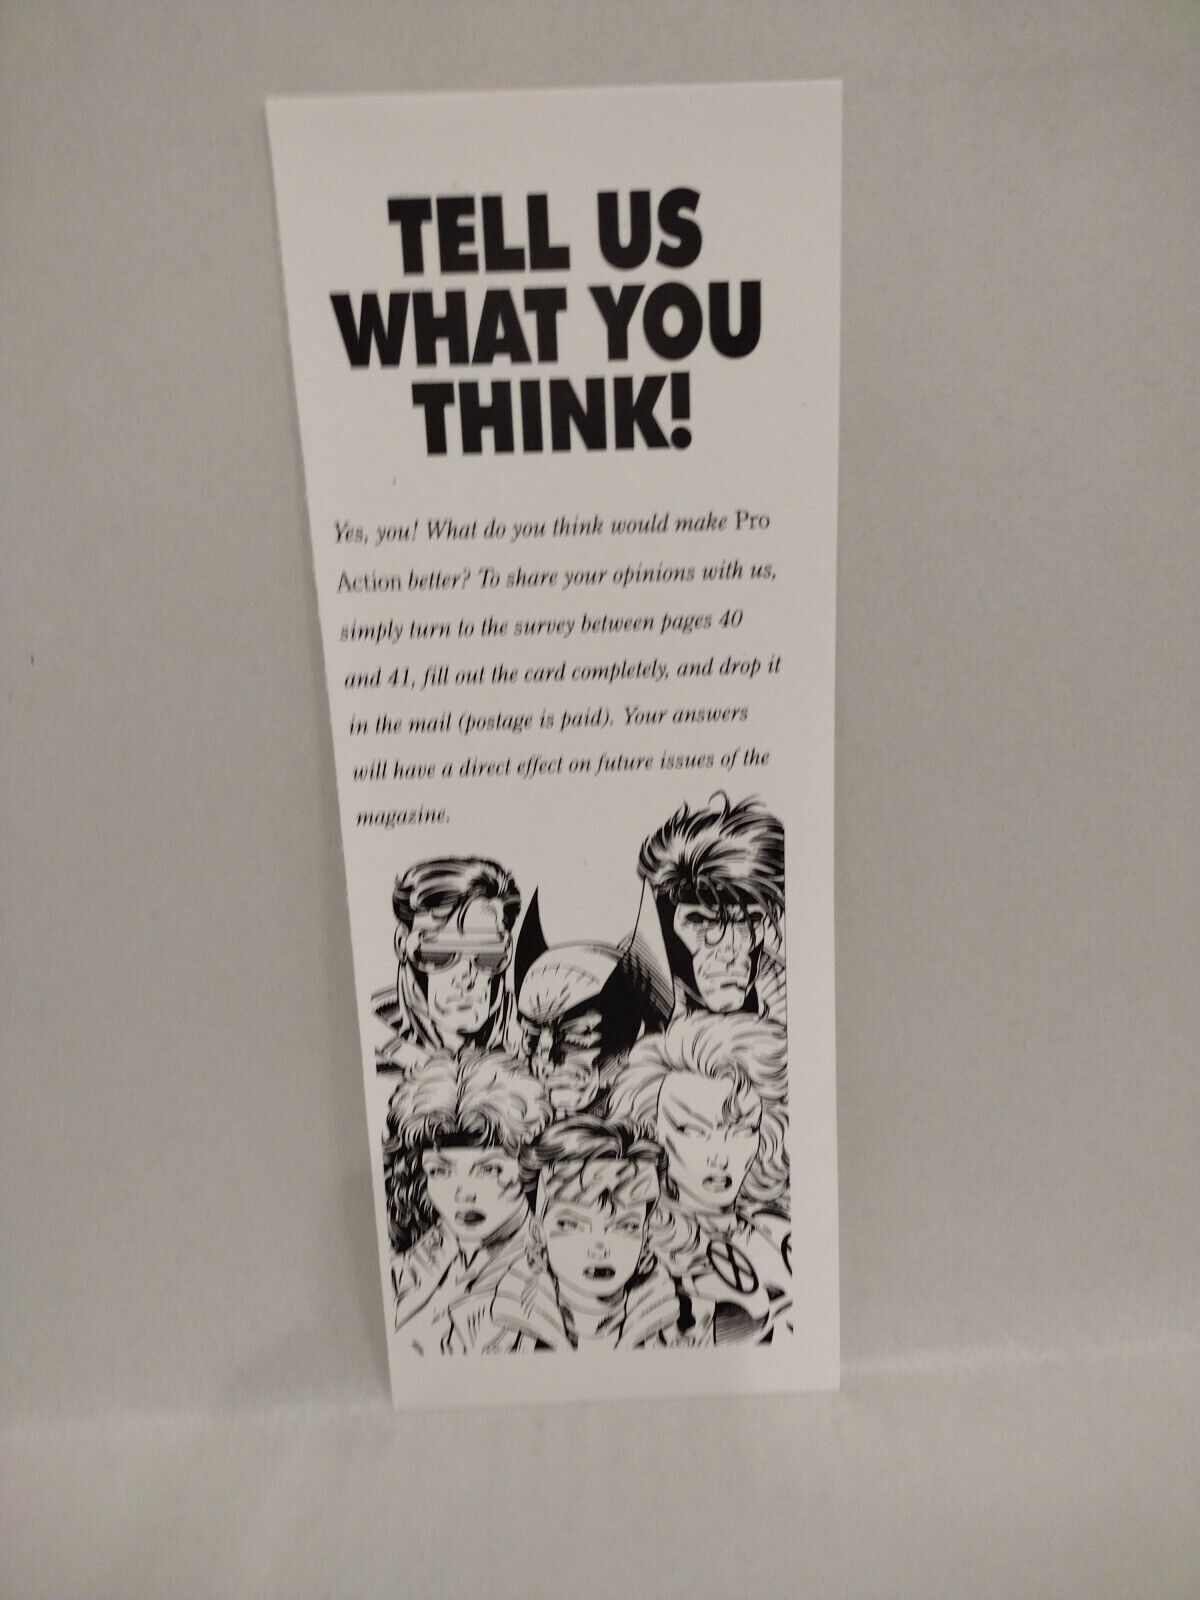 TELL US
WHAT YOU
THINK!
Yes, you! What do you think would make Pro
Action better? To share your opinions with us,
simply turn to the survey between pages 40
and 41, fill out the card completely, and drop it
in the mail (postage is paid). Your answers
will have a direct effect on future issues of the
magazine.